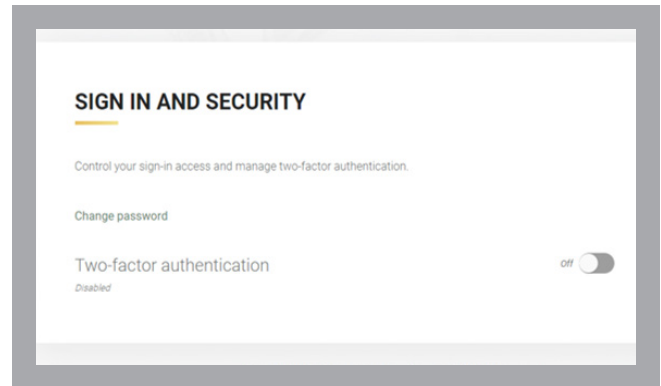 SIGN IN AND SECURITY
Control your sign-in access and manage two-factor authentication.
Change password
Two-factor authentication
Off
Disabled